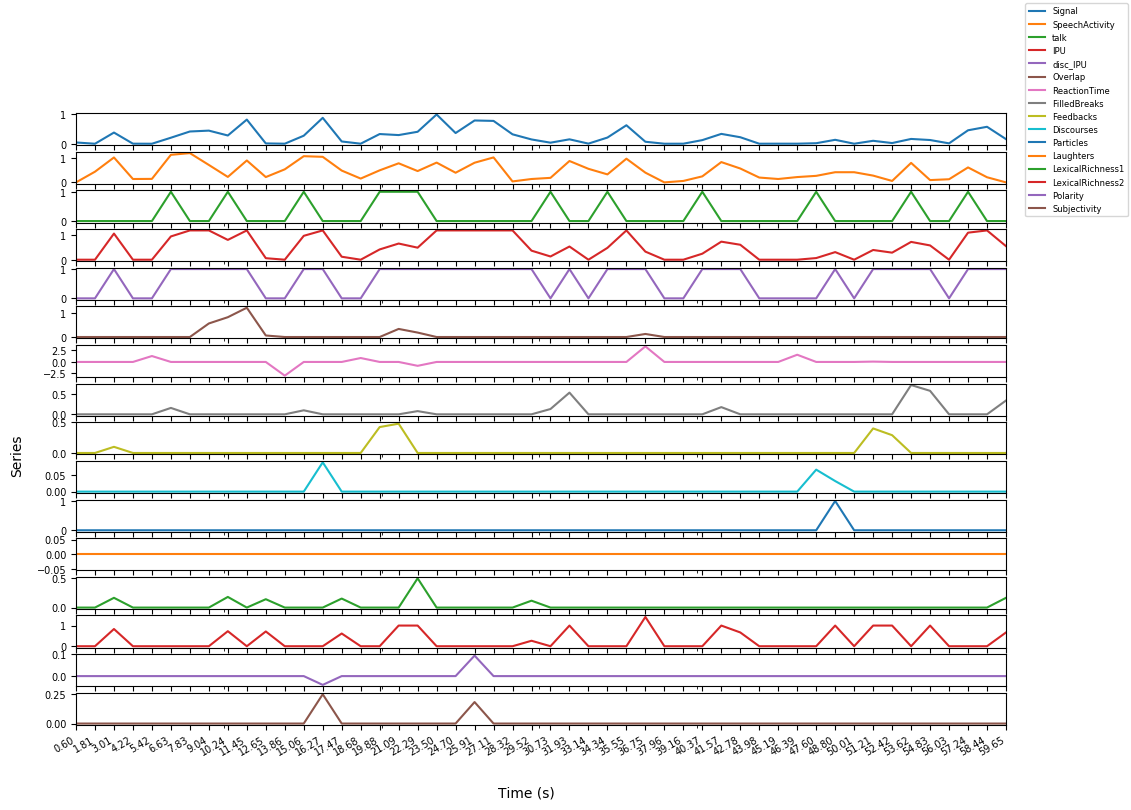 Signal
SpeechActivity
talk
IPU
disc_IPU
Overlap
ReactionTime
FilledBreaks
Feedbacks
Discourses
Particles
Laughters
LexicalRichness1
LexicalRichness2
Polarity
Subjectivity
1
0
1
0
1
0
1
0
1
0
1
0
2.5
0.0
−2.5
0.5
0.0
0.5
0.0
0.05
0.00
1
0
0.05
0.00
−0.05
0.5
0.0
1
0
0.1
0.0
0.25
0.00
Series
0.60 1.81 3.01 4.22 5.42 6.63 7.83 9.04 10.24 11.45 12.65 13.86 15.06 16.27 17.47 18.68 19.88 21.09 22.29 23.50 24.70 25.91 27.11 28.32 29.52 30.73 31.93 33.14 34.34 35.55 36.75 37.96 39.16 40.37 41.57 42.78 43.98 45.19 46.39 47.60 48.80 50.01 51.21 52.42 53.62 54.83 56.03 57.24 58.44 59.65
Time (s)